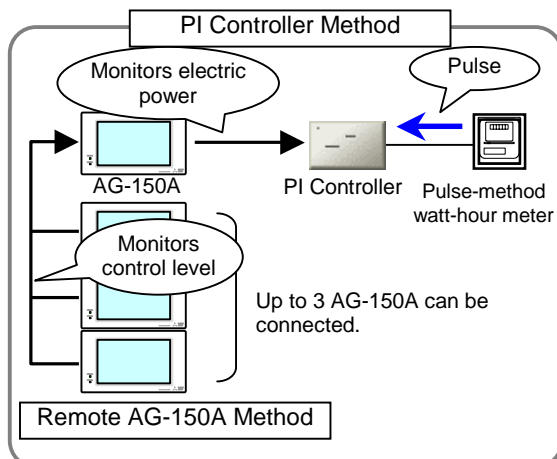 PI Controller Method
Monitors electric
power
Pulse
AG-150A
PI Controller
Pulse-method
watt-hour meter
Monitors
control level
Up to 3 AG-150A can be
connected.
Remote AG-150A Method